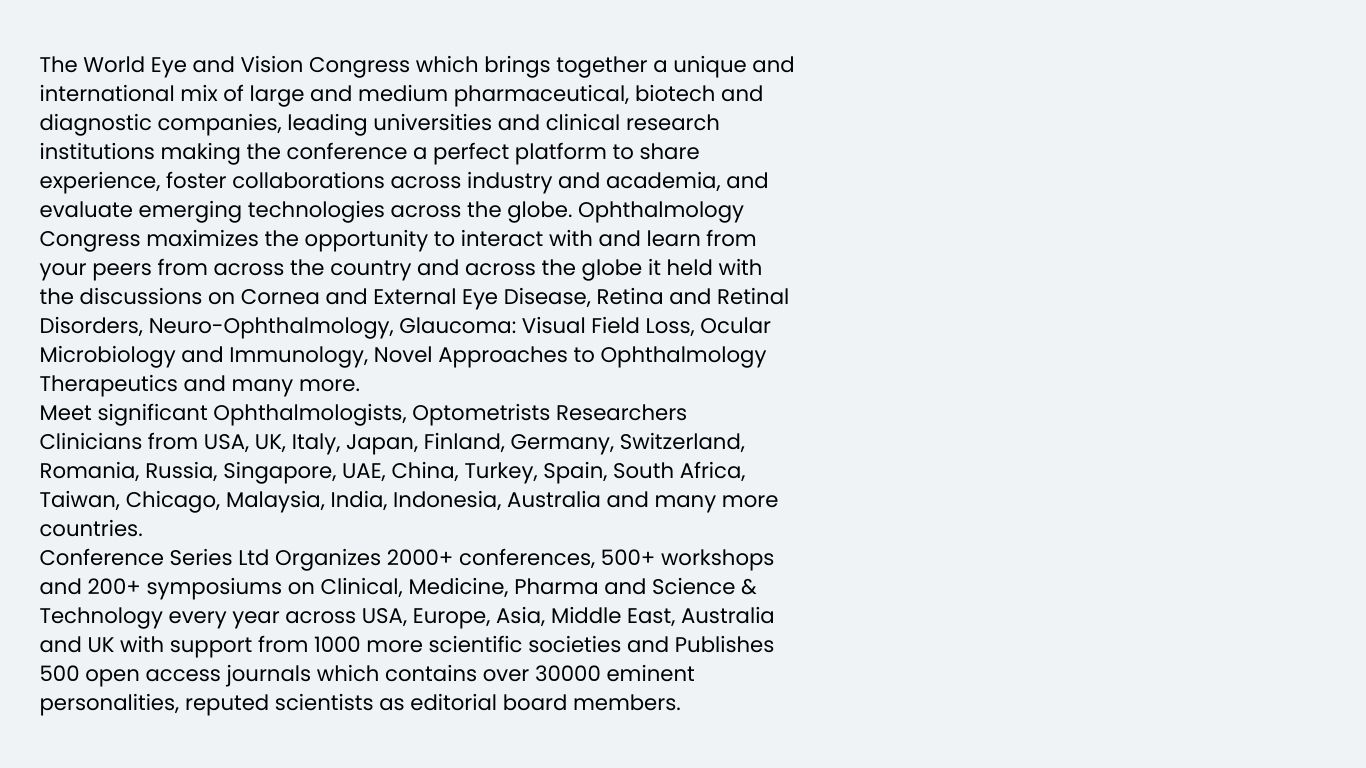 The World Eye and Vision Congress which brings together a unique and
international mix of large and medium pharmaceutical, biotech and
diagnostic companies, leading universities and clinical research
institutions making the conference a perfect platform to share
experience, foster collaborations across industry and academia, and
evaluate emerging technologies across the globe. Ophthalmology
Congress maximizes the opportunity to interact with and learn from
your peers from across the country and across the globe it held with
the discussions on Cornea and External Eye Disease, Retina and Retinal
Disorders, Neuro-Ophthalmology, Glaucoma: Visual Field Loss, Ocular
Microbiology and Immunology, Novel Approaches to Ophthalmology
Therapeutics and many more.
Meet significant Ophthalmologists, Optometrists Researchers
Clinicians from USA, UK, Italy, Japan, Finland, Germany, Switzerland,
Romania, Russia, Singapore, UAE, China, Turkey, Spain, South Africa,
Taiwan, Chicago, Malaysia, India, Indonesia, Australia and many more
countries.
Conference Series Ltd Organizes 2000+ conferences, 500+ workshops
and 200+ symposiums on Clinical, Medicine, Pharma and Science &
Technology every year across USA, Europe, Asia, Middle East, Australia
and UK with support from 1000 more scientific societies and Publishes
500 open access journals which contains over 30000 eminent
personalities, reputed scientists as editorial board members.